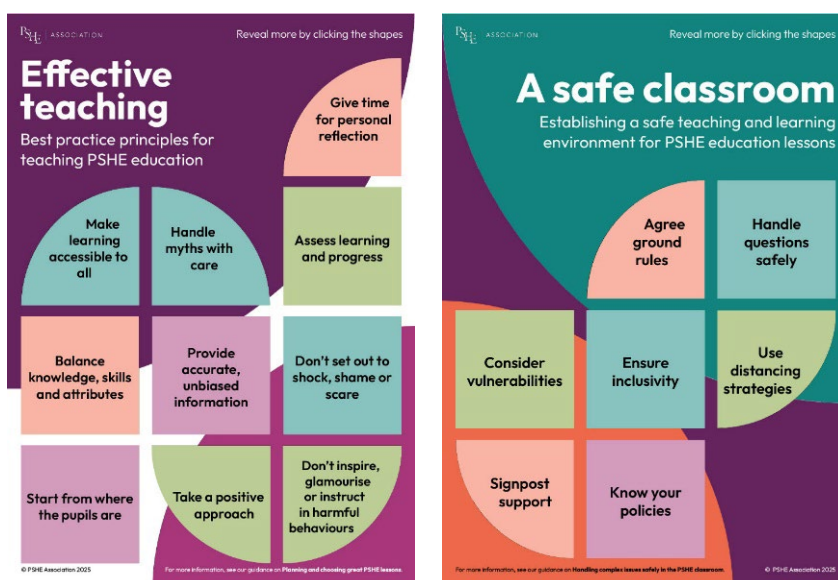 PSHE | ASSOCIATION
Reveal more by clicking the shapes
Effective
teaching
Best practice principles for
teaching PSHE education
Give time
for personal
reflection
Make
learning
accessible to
all
Handle
myths with
care
Assess learning
and progress
Balance
knowledge, skills
and attributes
Provide
accurate,
unbiased
information
Don't set out to
shock, shame or
scare
Start from where
the pupils are
Take a positive
approach
Don't inspire,
glamourise
or instruct
in harmful
behaviours
© PSHE Association 2025
For more information, see our guidance on Planning and choosing great PSHE lessons.
PSHE | ASSOCIATION
Reveal more by clicking the shapes
A safe classroom
Establishing a safe teaching and learning
environment for PSHE education lessons
Agree
ground
rules
Handle
questions
safely
Consider
vulnerabilities
Ensure
inclusivity
Use
distancing
strategies
Signpost
support
Know your
policies
For more information, see our guidance on Handling complex issues safely in the PSHE classroom.
© PSHE Association 2025